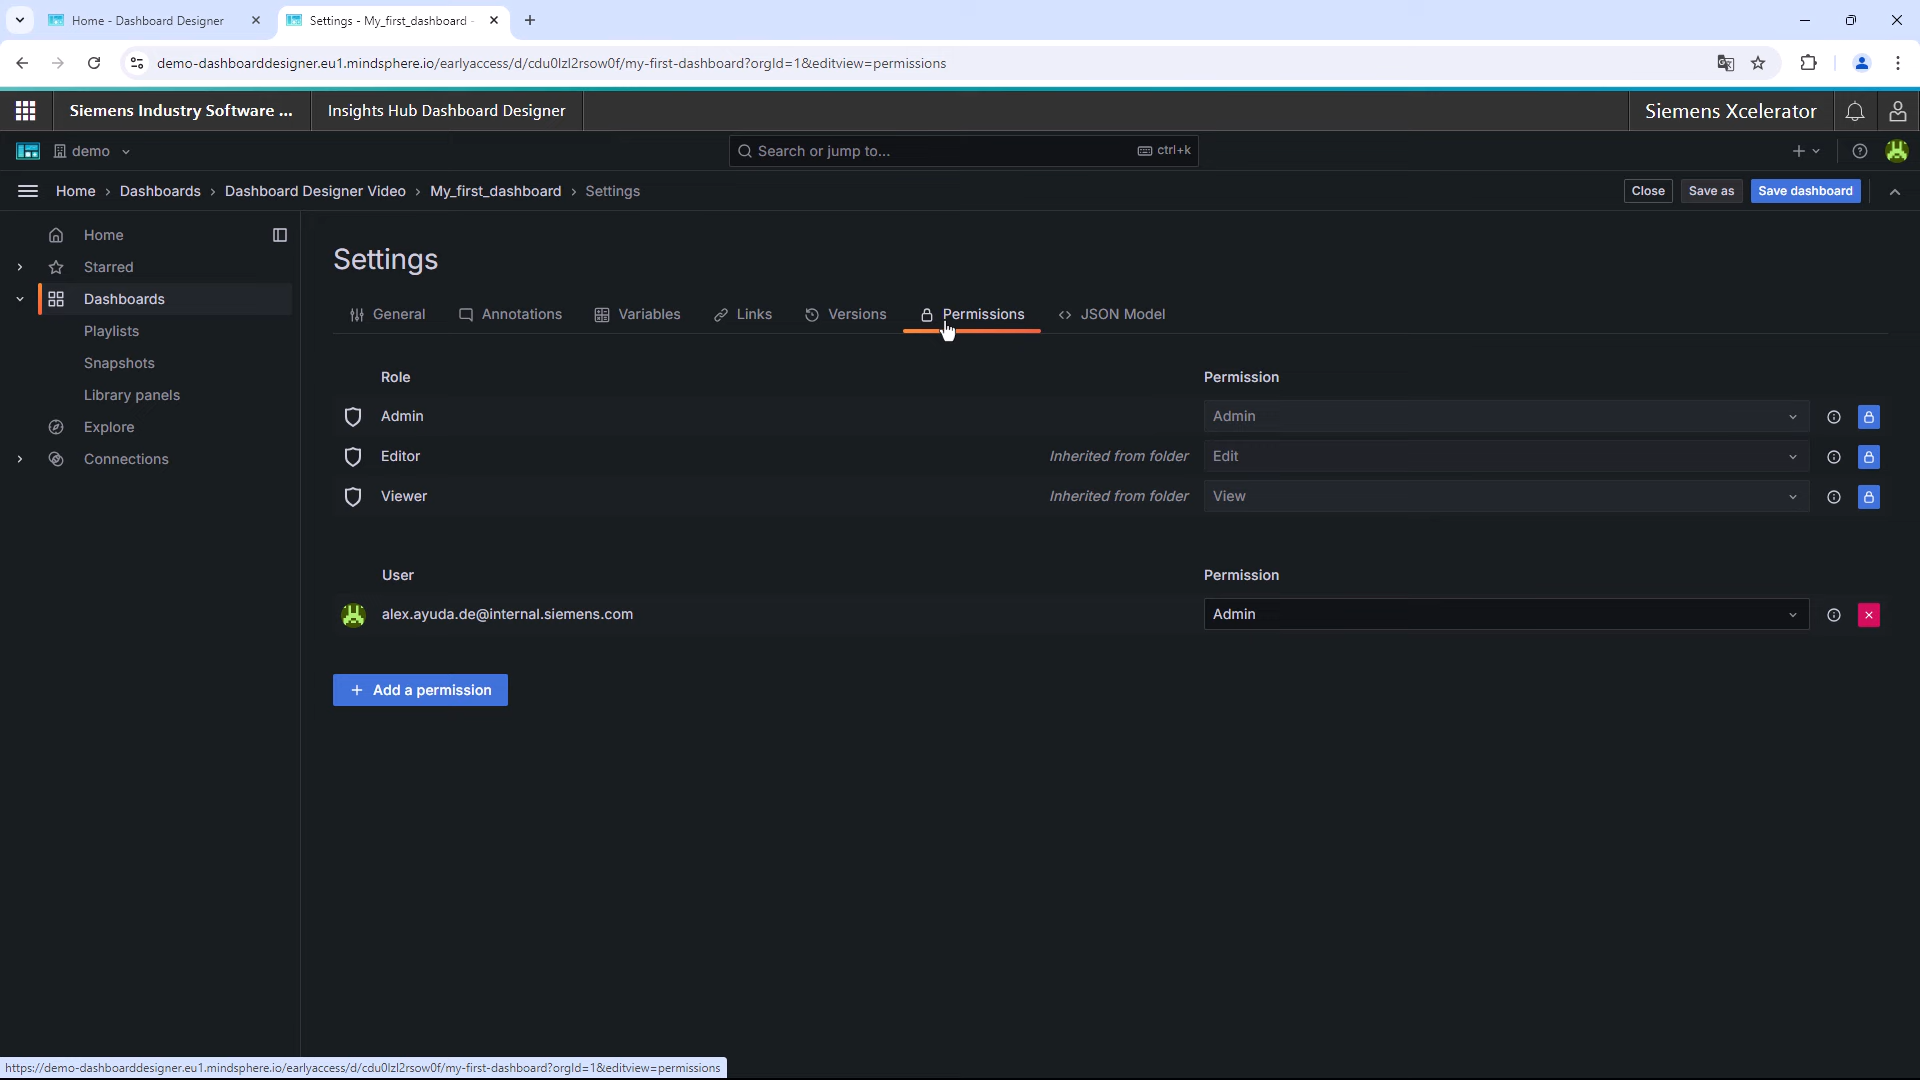 Home - Dashboard Designer
Settings - My_first_dashboard -
demo-dashboarddesigner.eu1.mindsphere.io/earlyaccess/d/cdu0lzl2rsow0f/my-first-dashboard?orgId=1&editview=permissions
Siemens Industry Software ...
Insights Hub Dashboard Designer
Siemens Xcelerator
demo
Search or jump to...
ctrl+k
Home > Dashboards > Dashboard Designer Video > My_first_dashboard > Settings
Close
Save as
Save dashboard
Home
Starred
Dashboards
Playlists
Snapshots
Library panels
Explore
Connections
Settings
General
Annotations
Variables
Links
Versions
Permissions
JSON Model
Role
Permission
Admin
Admin
Editor
Inherited from folder
Edit
Viewer
Inherited from folder
View
User
Permission
alex.ayuda.de@internal.siemens.com
Admin
+ Add a permission
https://demo-dashboarddesigner.eu1.mindsphere.io/earlyaccess/d/cdu0lzl2rsow0f/my-first-dashboard?orgId=1&editview=permissions